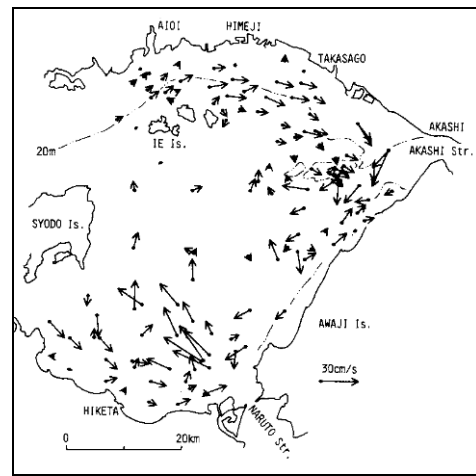 AIOI
HIMEJI
TAKASAGO
AKASHI
AKASHI Str.
IE Is.
20m
SYODO Is.
AWAJI Is.
30cm/s
HIKETA
NARUTO Str.
0 20km